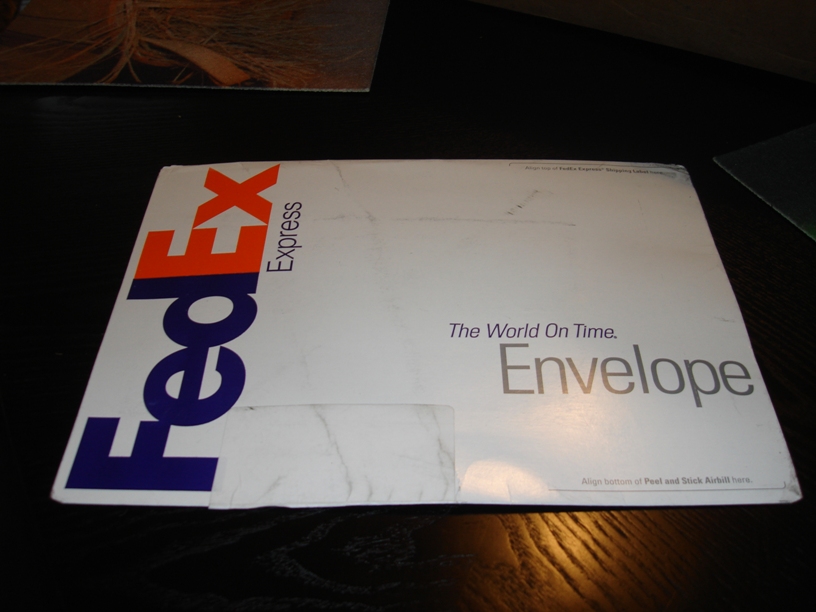 FedEx
Express
Align top of FedEx Express® Shipping Label here.
The World On Time.
Envelope
Align bottom of Peel and Stick Airbill here.